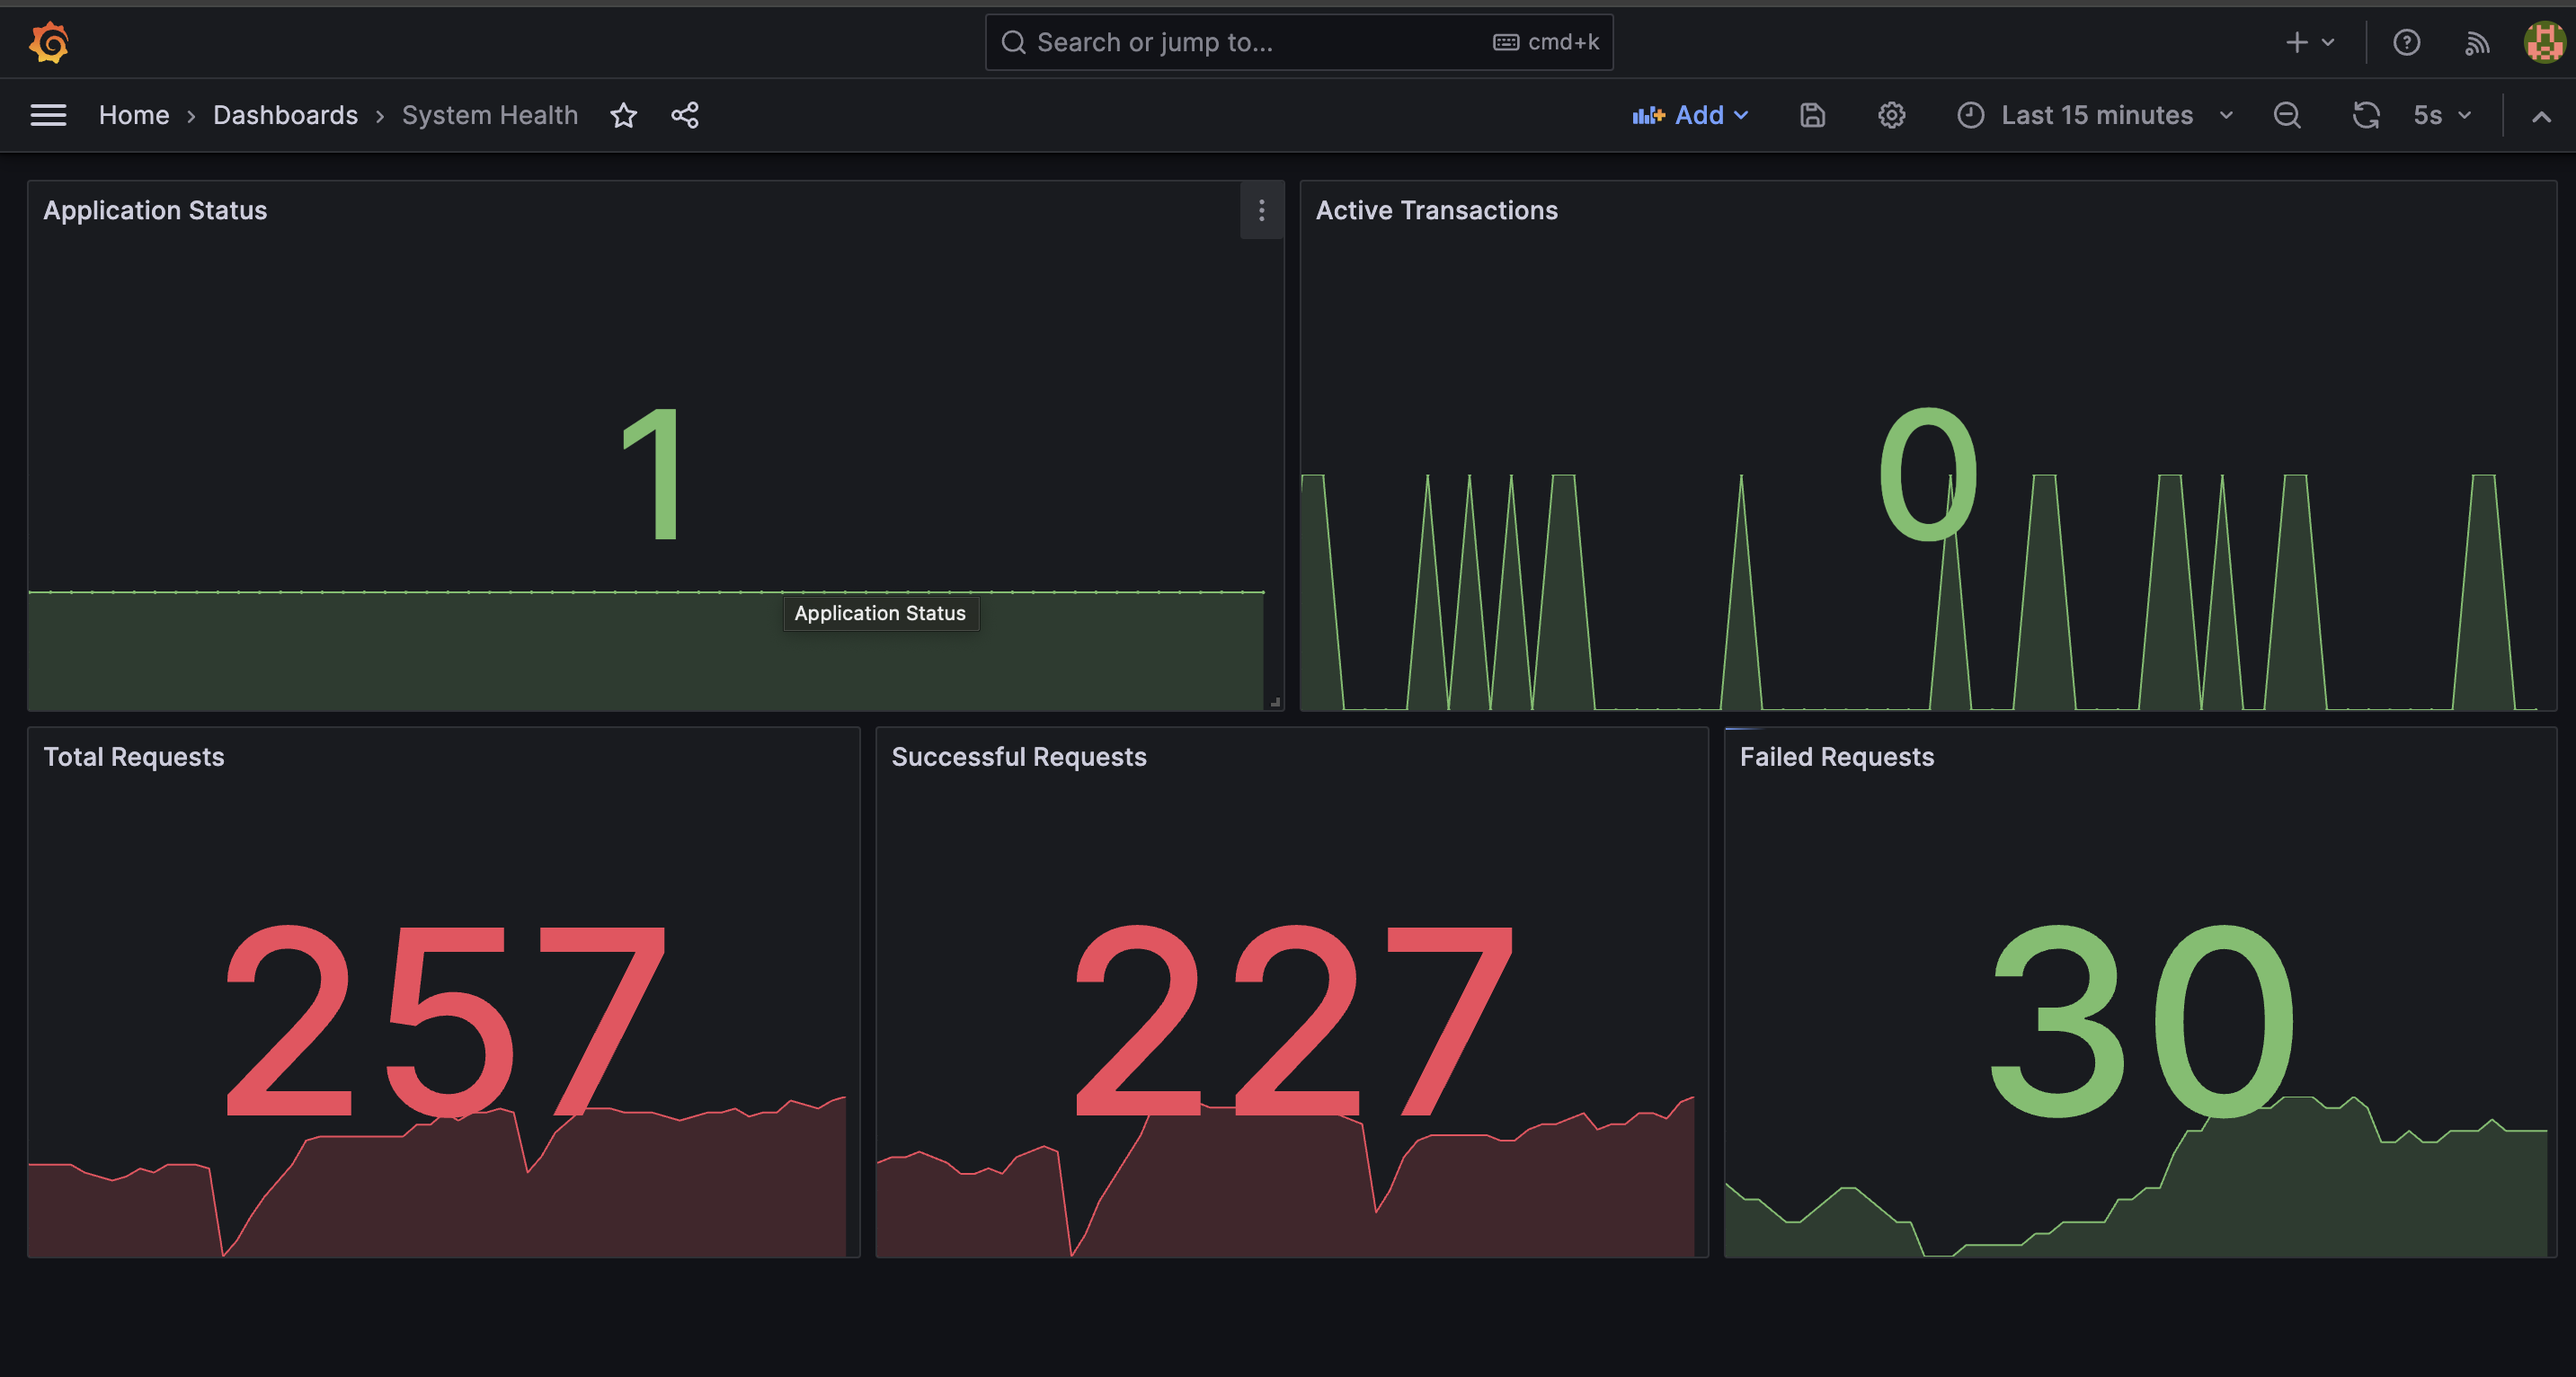 Search or jump to...
cmd+k
Home › Dashboards › System Health
Add
Last 15 minutes
5s
Application Status
1
Application Status
Active Transactions
0
Total Requests
257
Successful Requests
227
Failed Requests
30